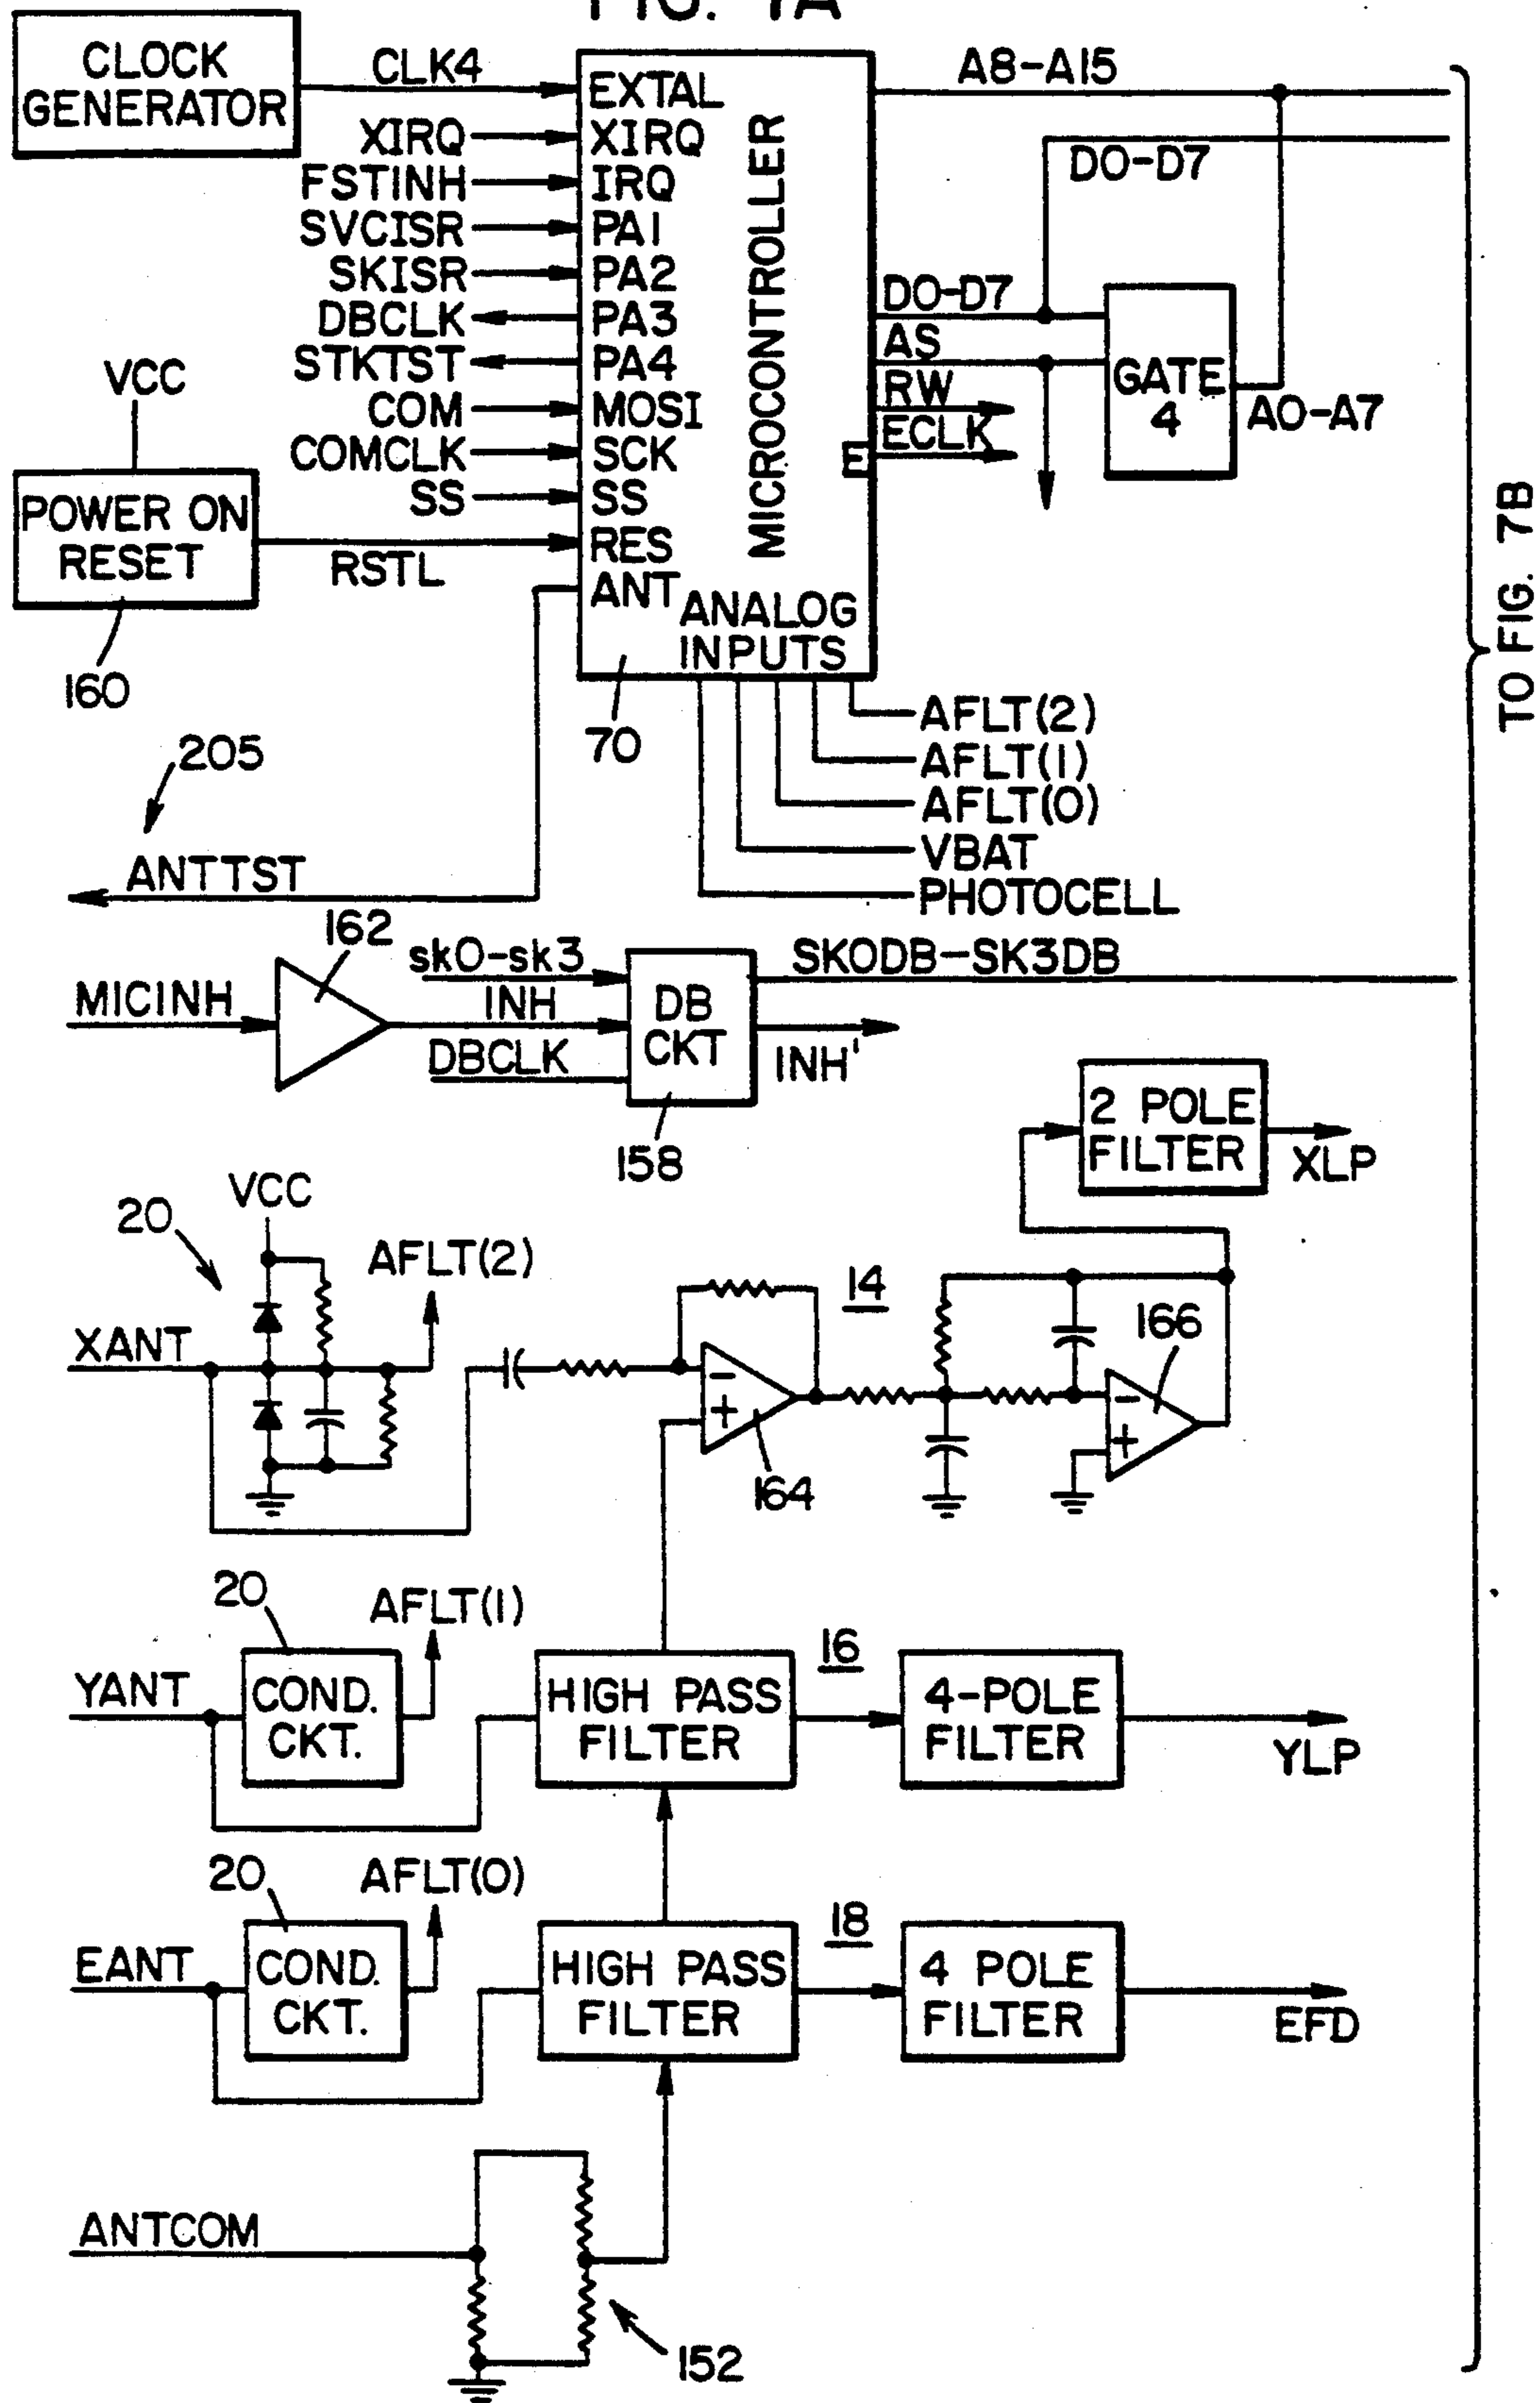 FIG. 7A
CLOCK
GENERATOR
CLK4
XIRQ
FSTINH
SVCISR
SKISR
DBCLK
STKTST
COM
COMCLK
SS
VCC
POWER ON
RESET
RSTL
160
EXTAL
XIRQ
IRQ
PA1
PA2
PA3
PA4
MOSI
SCK
SS
RES
ANT
MICROCONTROLLER
E
ANALOG
INPUTS
70
A8-A15
D0-D7
D0-D7
AS
RW
ECLK
GATE
4
A0-A7
TO FIG. 7B
AFLT(2)
AFLT(1)
AFLT(0)
VBAT
PHOTOCELL
205
ANTTST
162
MICINH
sk0-sk3
INH
DBCLK
DB
CKT
158
SK0DB-SK3DB
INH'
2 POLE
FILTER
XLP
20
VCC
AFLT(2)
XANT
14
164
166
20
AFLT(1)
YANT
COND.
CKT.
HIGH PASS
FILTER
16
4-POLE
FILTER
YLP
20
AFLT(0)
EANT
COND.
CKT.
HIGH PASS
FILTER
18
4 POLE
FILTER
EFD
ANTCOM
152